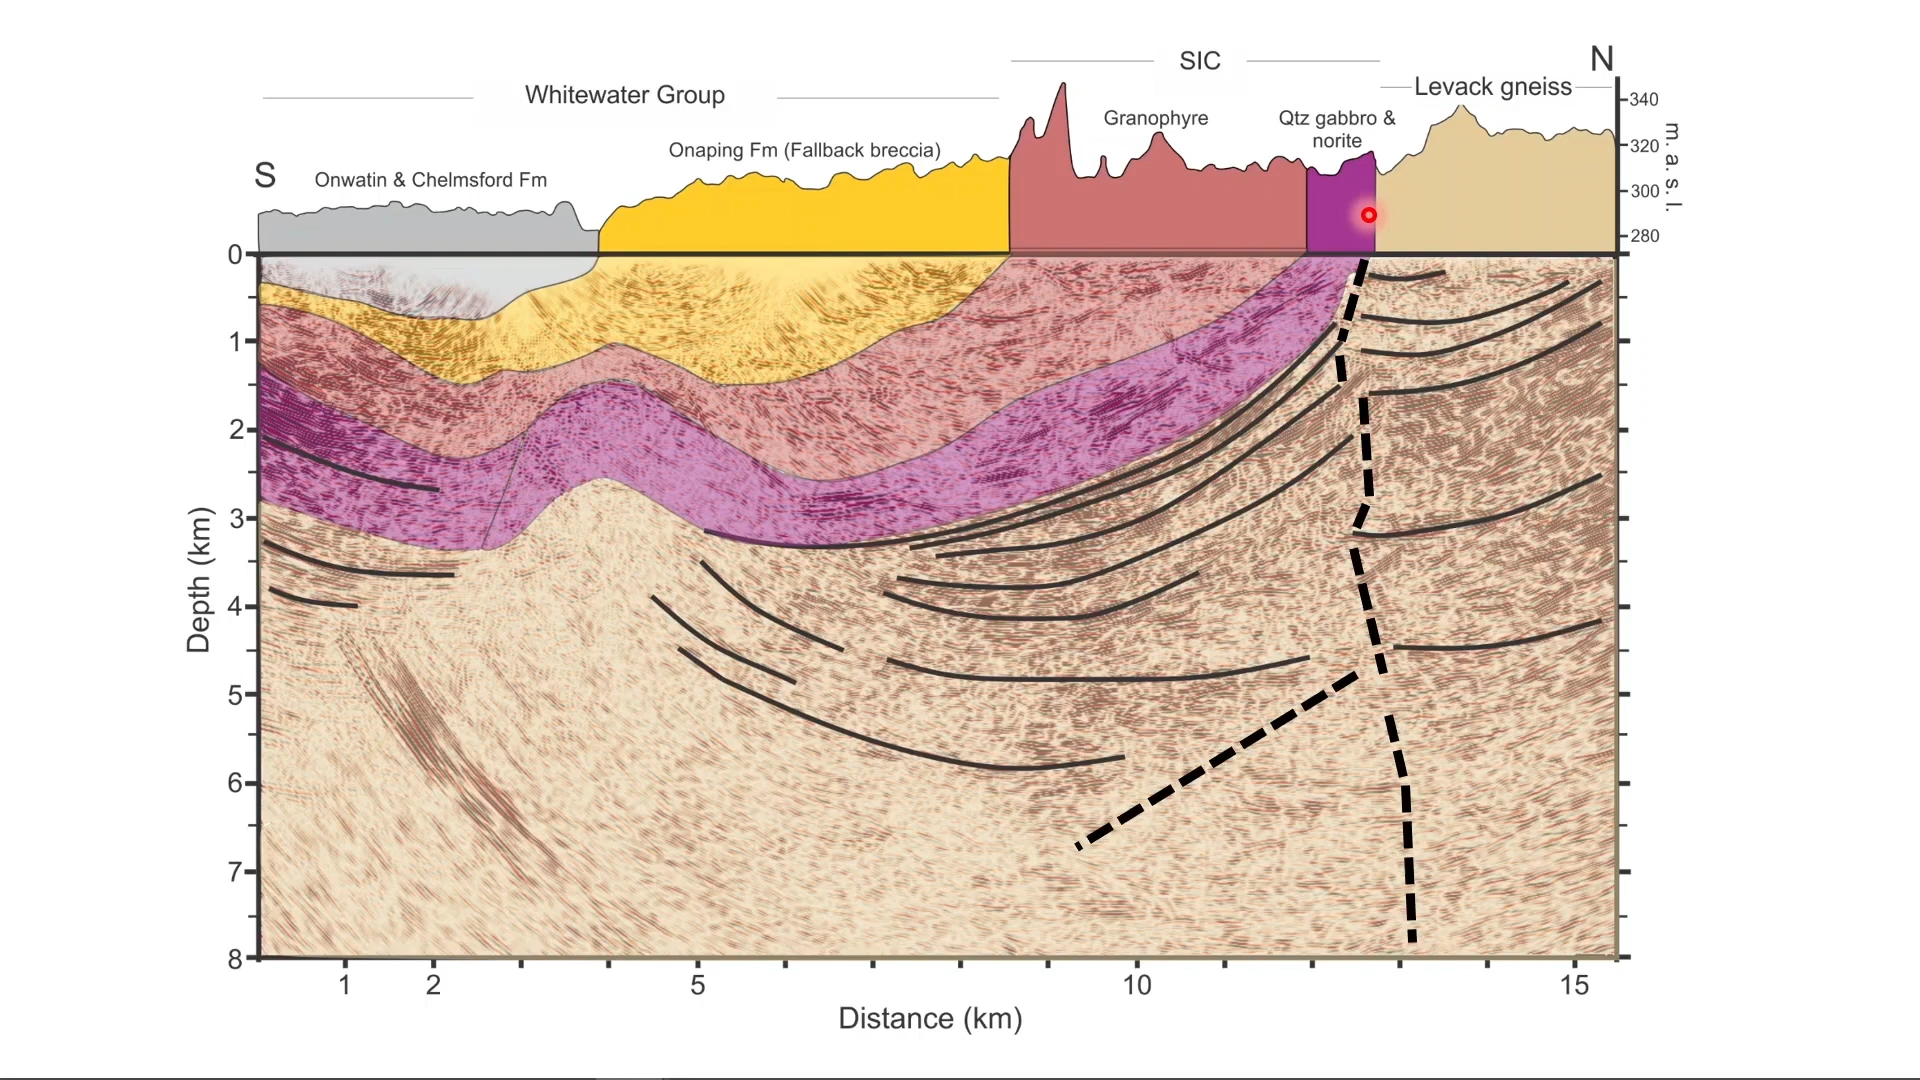 SIC
N
Levack gneiss
Whitewater Group
340
Granophyre
Qtz gabbro &
norite
320
m. a. s. l.
Onaping Fm (Fallback breccia)
S
Onwatin & Chelmsford Fm
300
280
0
1
2
3
4
5
6
7
8
Depth (km)
1
2
5
10
15
Distance (km)